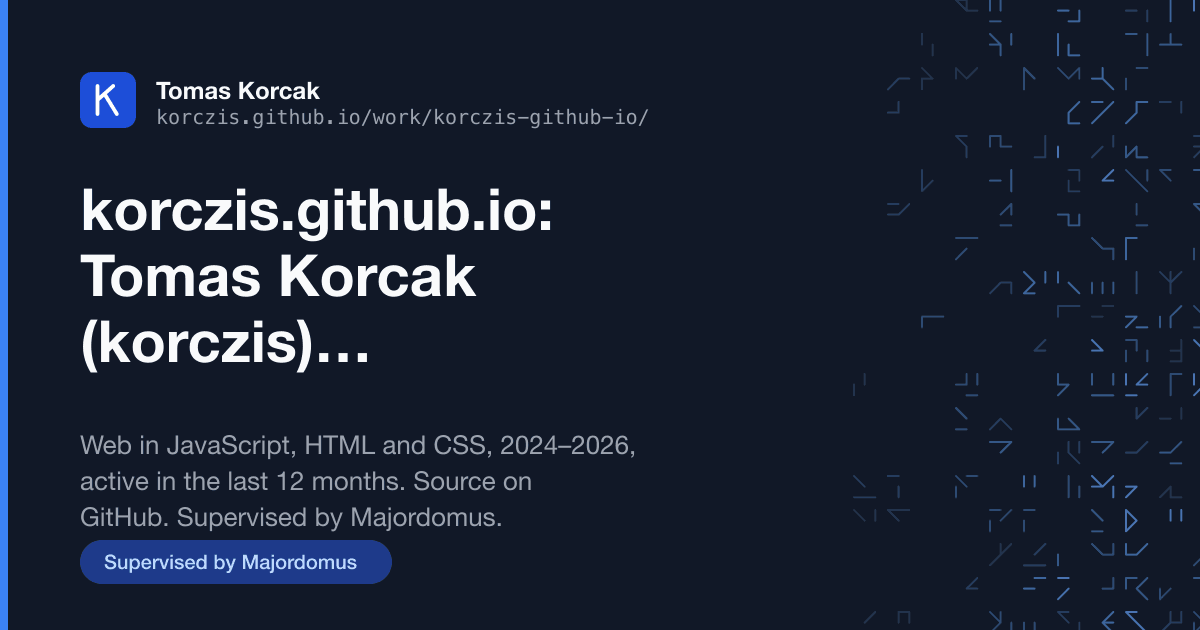 K
Tomas Korcak
korczis.github.io/work/korczis-github-io/
korczis.github.io:
Tomas Korcak
(korczis)…
Web in JavaScript, HTML and CSS, 2024–2026,
active in the last 12 months. Source on
GitHub. Supervised by Majordomus.
Supervised by Majordomus